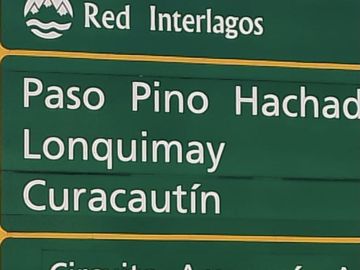 Red Interlagos
Paso Pino Hachad
Lonquimay
Curacautín